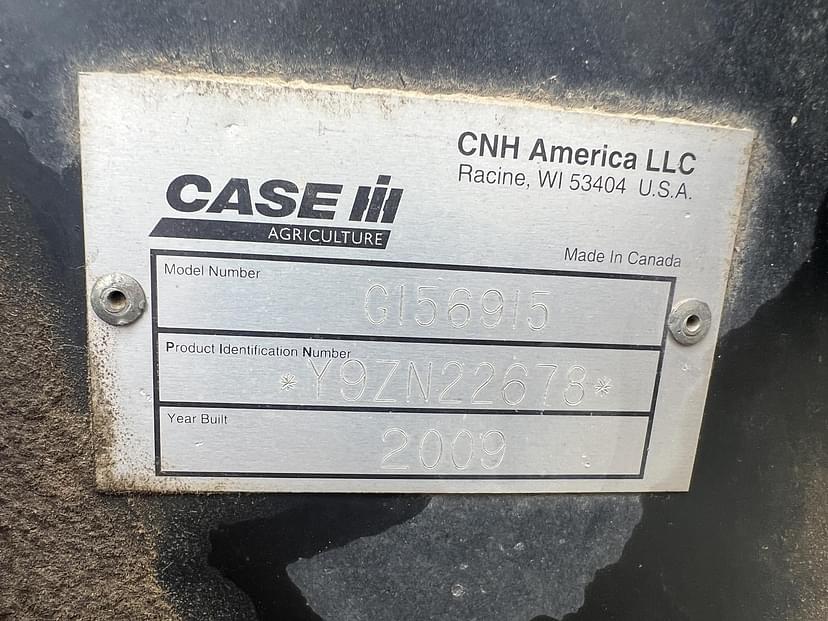 CNH America LLC
Racine, WI 53404 U.S.A.
CASE IH
AGRICULTURE
Made In Canada
Model Number
G156915
Product Identification Number
*Y9ZN22678*
Year Built
2009